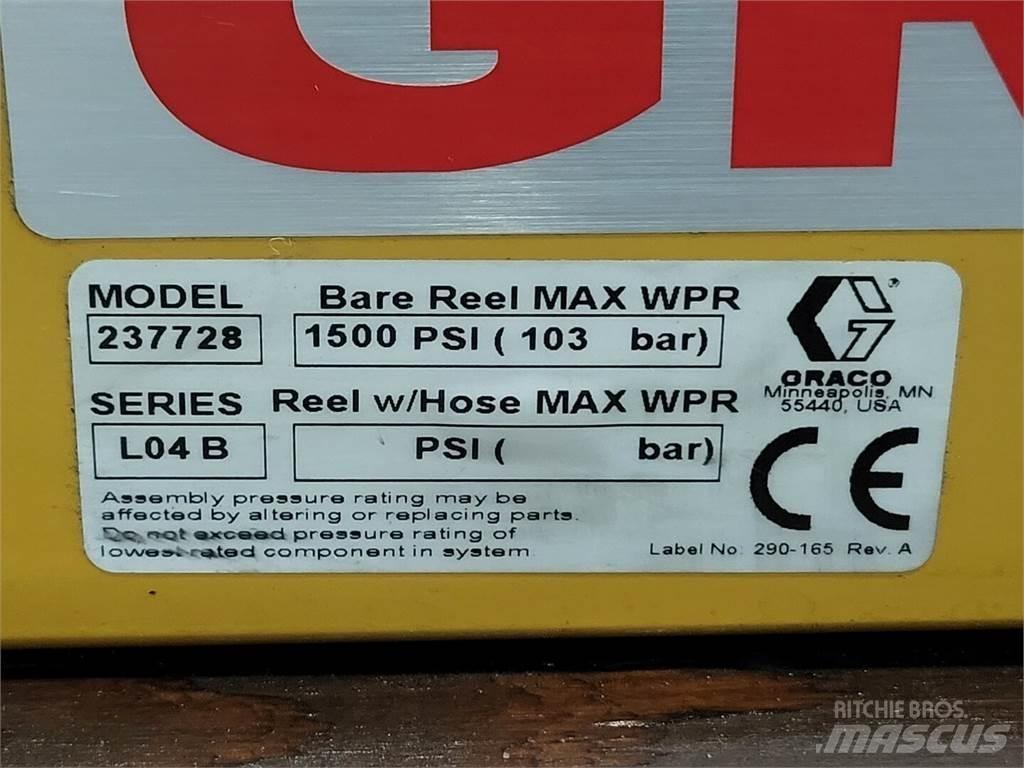 GR
MODEL Bare Reel MAX WPR
237728 1500 PSI ( 103 bar)
SERIES Reel w/Hose MAX WPR
L04 B PSI ( bar)
GRACO
Minneapolis, MN
55440, USA
CE
Assembly pressure rating may be
affected by altering or replacing parts.
Do not exceed pressure rating of
lowest rated component in system.
Label No: 290-165 Rev. A
RITCHIE BROS.
MASCUS